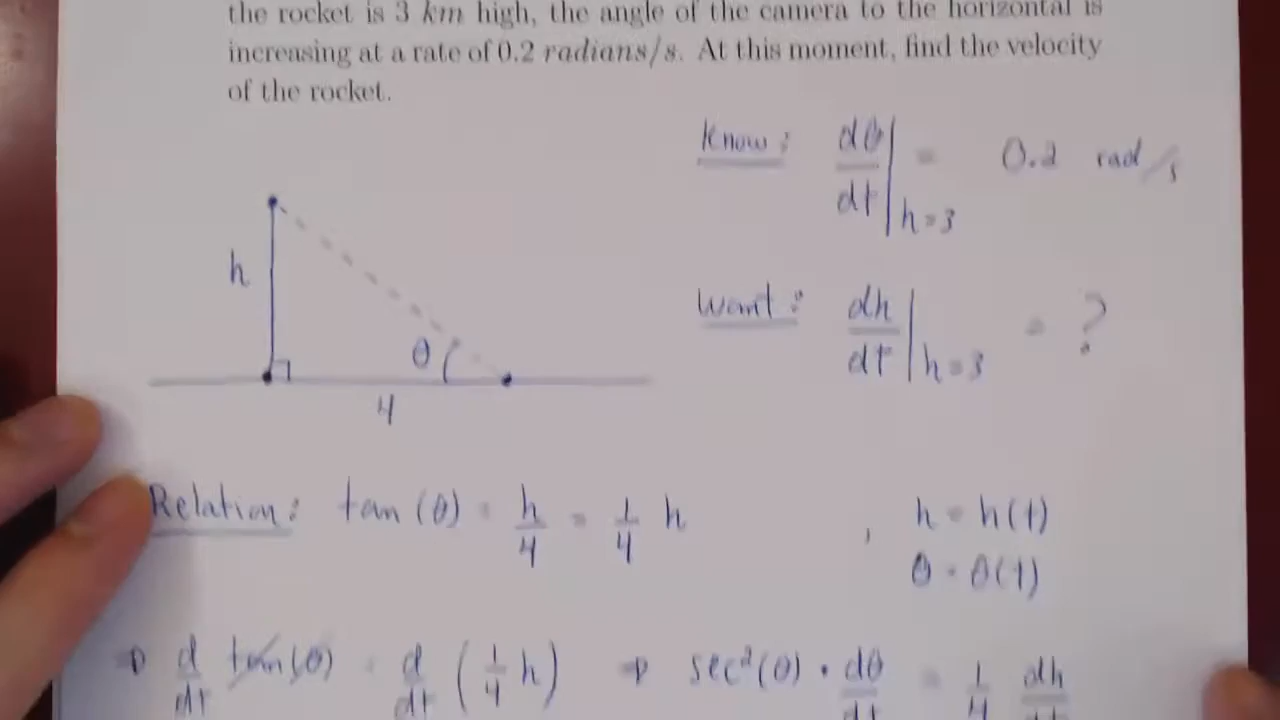 the rocket is 3 km high, the angle of the camera to the horizontal is
increasing at a rate of 0.2 radians/s. At this moment, find the velocity
of the rocket.
Know: dθ/dt |h=3 = 0.2 rad/s
h
θ
4
Want: dh/dt |h=3 = ?
Relation: tan(θ) = h/4 = 1/4 h , h = h(t)
θ = θ(t)
⇒ d/dt tan(θ) = d/dt (1/4 h) ⇒ sec²(θ) · dθ/dt = 1/4 dh/dt